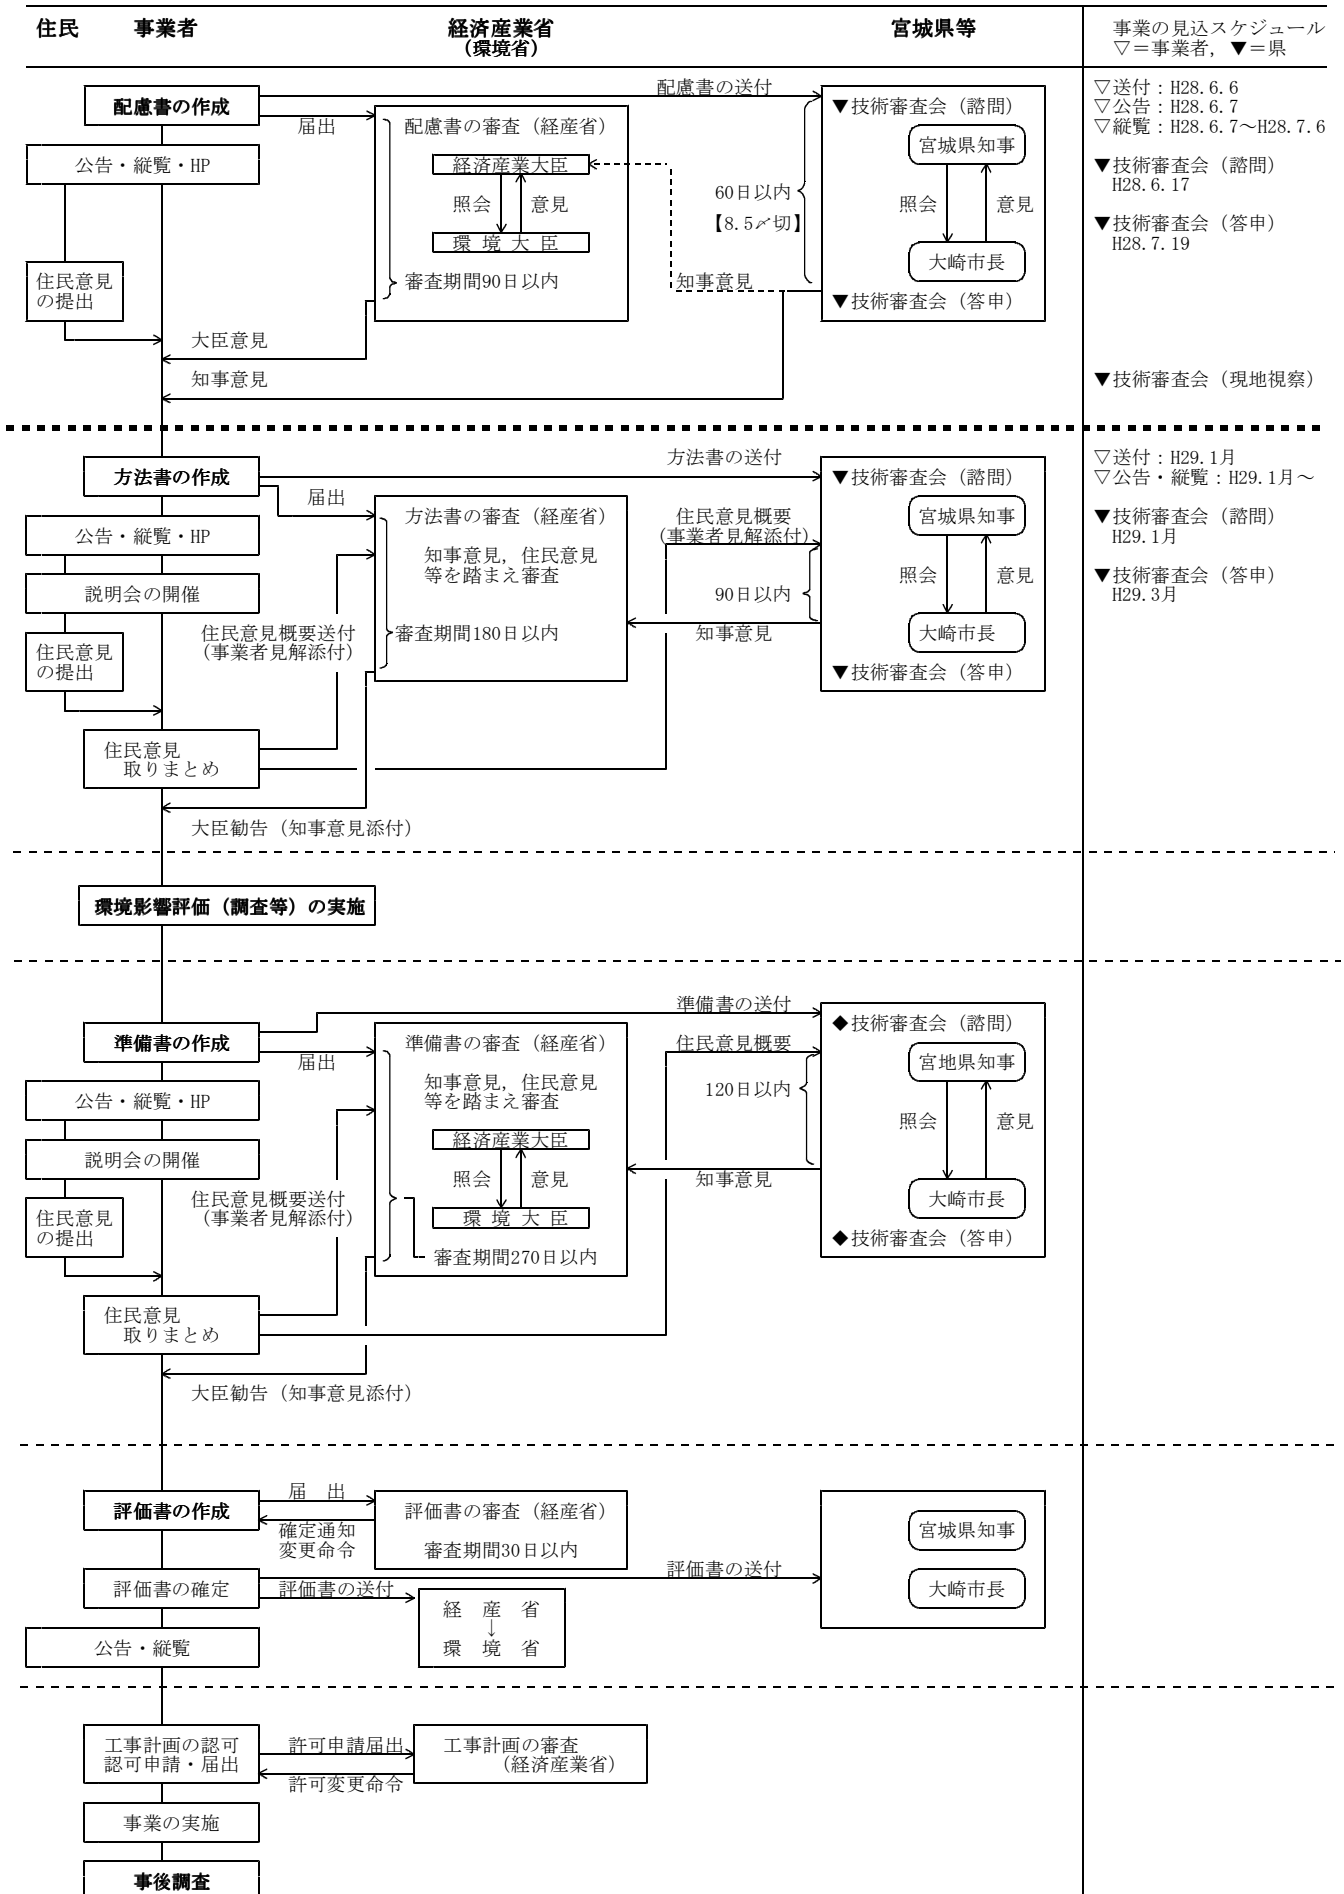 住民 事業者 経済産業省 宮城県等 事業の見込スケジュール
(環境省) ▽＝事業者，▼＝県
配慮書の作成
配慮書の送付
届出
公告・縦覧・HP
住民意見
の提出
配慮書の審査（経産省）
経済産業大臣
照会 意見
環 境 大 臣
審査期間90日以内
60日以内
【8.5〆切】
知事意見
▼技術審査会（諮問）
宮城県知事
照会 意見
大崎市長
▼技術審査会（答申）
大臣意見
知事意見
▽送付：H28.6.6
▽公告：H28.6.7
▽縦覧：H28.6.7～H28.7.6
▼技術審査会（諮問）
H28.6.17
▼技術審査会（答申）
H28.7.19
▼技術審査会（現地視察）
方法書の作成
方法書の送付
届出
公告・縦覧・HP
説明会の開催
住民意見
の提出
住民意見概要送付
（事業者見解添付）
方法書の審査（経産省）
知事意見，住民意見
等を踏まえ審査
審査期間180日以内
住民意見概要
（事業者見解添付）
90日以内
知事意見
▼技術審査会（諮問）
宮城県知事
照会 意見
大崎市長
▼技術審査会（答申）
住民意見
取りまとめ
大臣勧告（知事意見添付）
▽送付：H29.1月
▽公告・縦覧：H29.1月～
▼技術審査会（諮問）
H29.1月
▼技術審査会（答申）
H29.3月
環境影響評価（調査等）の実施
準備書の作成
準備書の送付
届出
公告・縦覧・HP
説明会の開催
住民意見
の提出
住民意見概要送付
（事業者見解添付）
準備書の審査（経産省）
知事意見，住民意見
等を踏まえ審査
経済産業大臣
照会 意見
環 境 大 臣
審査期間270日以内
住民意見概要
120日以内
知事意見
◆技術審査会（諮問）
宮地県知事
照会 意見
大崎市長
◆技術審査会（答申）
住民意見
取りまとめ
大臣勧告（知事意見添付）
評価書の作成
届 出
確定通知
変更命令
評価書の審査（経産省）
審査期間30日以内
宮城県知事
大崎市長
評価書の確定
評価書の送付
評価書の送付
経 産 省
↓
環 境 省
公告・縦覧
工事計画の認可
認可申請・届出
許可申請届出
許可変更命令
工事計画の審査
（経済産業省）
事業の実施
事後調査